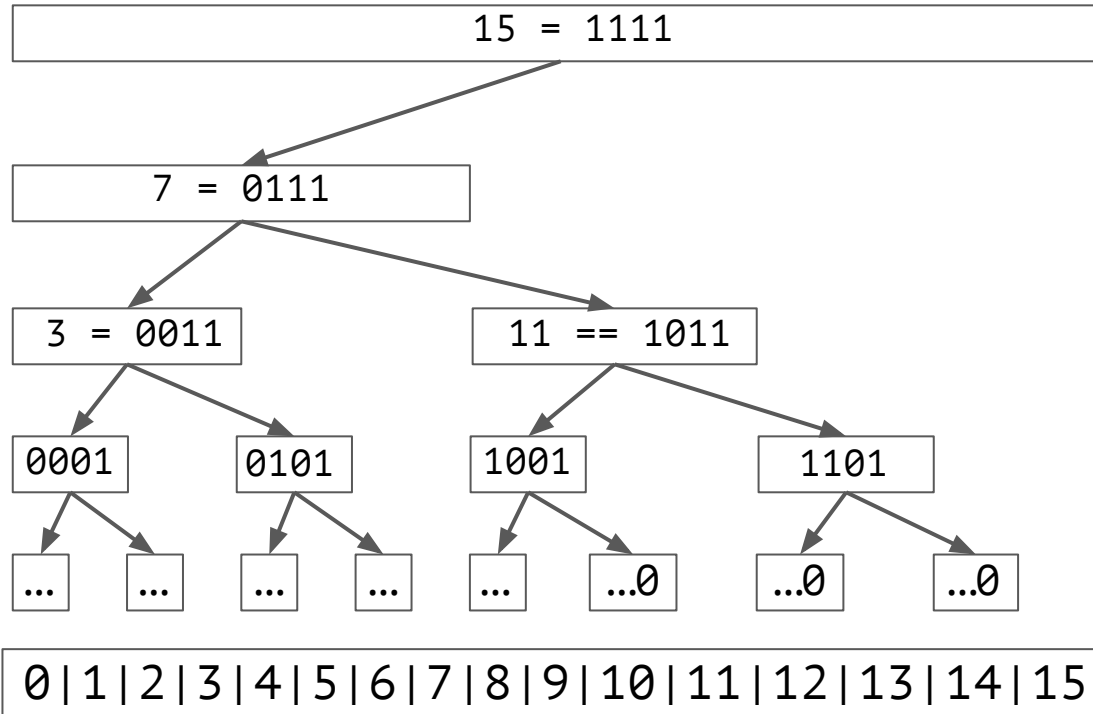 15 = 1111
7 = 0111
3 = 0011 11 == 1011
0001 0101 1001 1101
... ... ... ... ... ...0 ...0 ...0
0|1|2|3|4|5|6|7|8|9|10|11|12|13|14|15